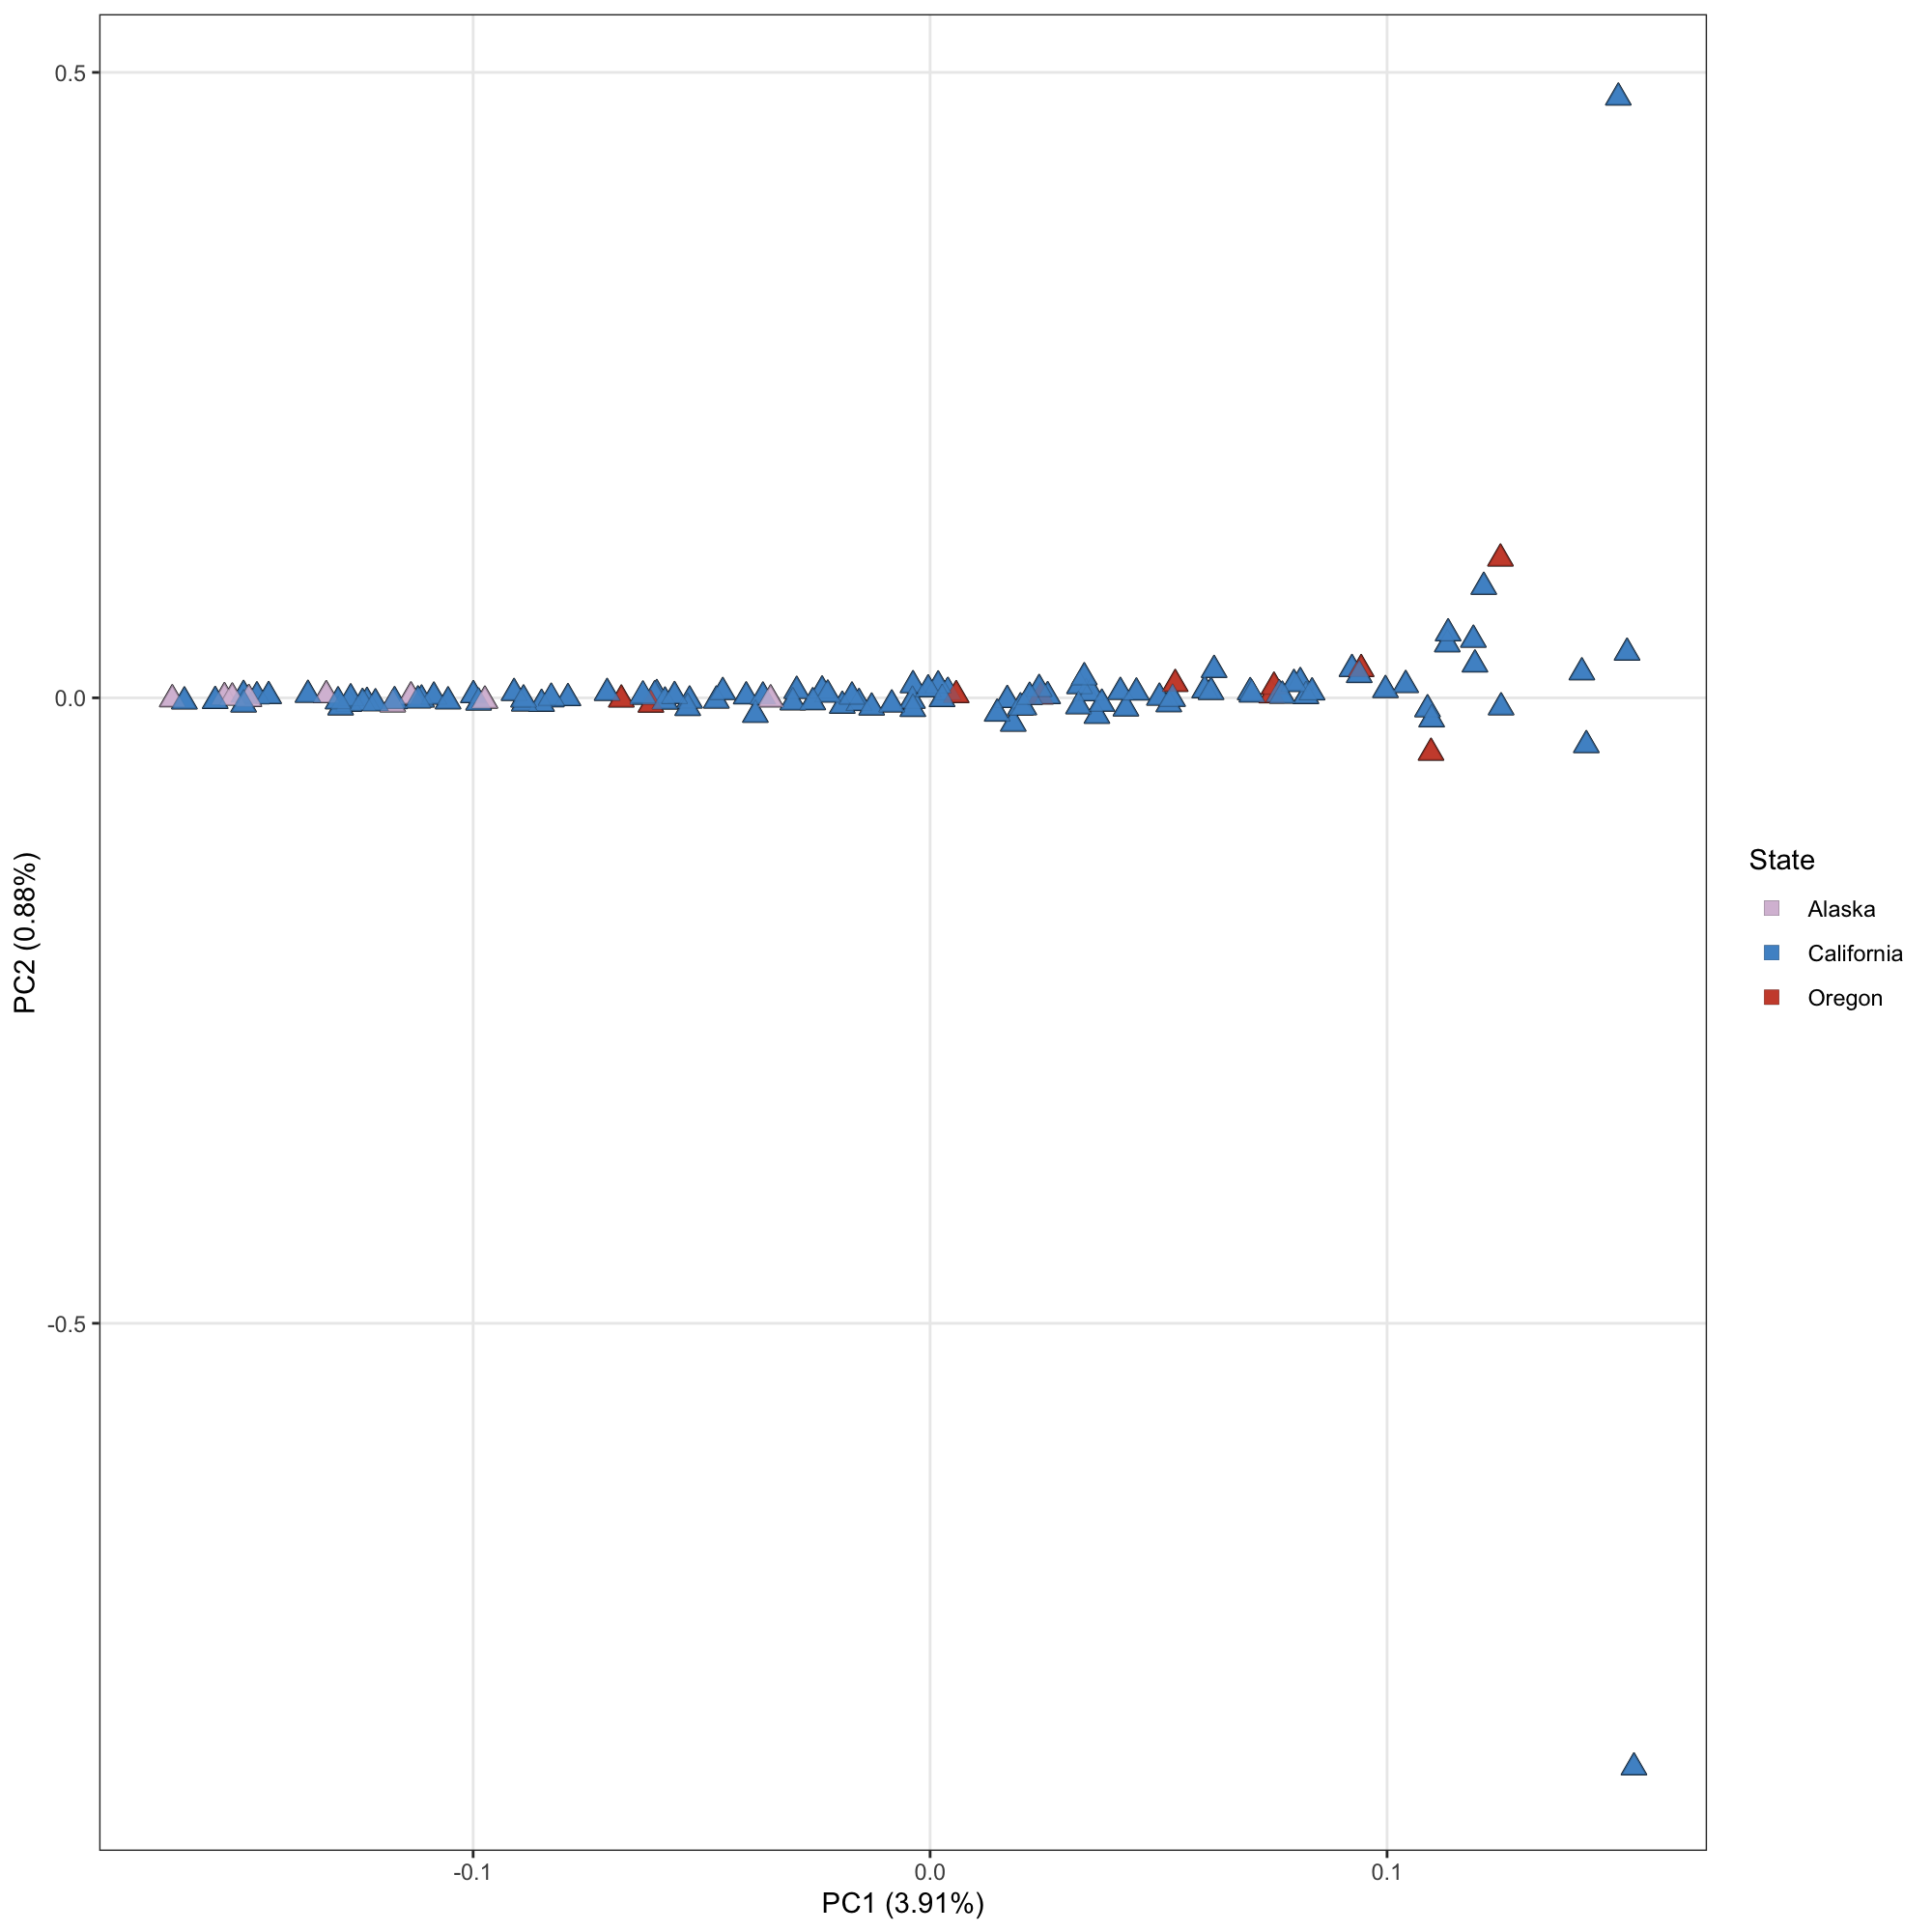 0.5
0.0
-0.5
PC2 (0.88%)
-0.1
0.0
0.1
PC1 (3.91%)
State
Alaska
California
Oregon